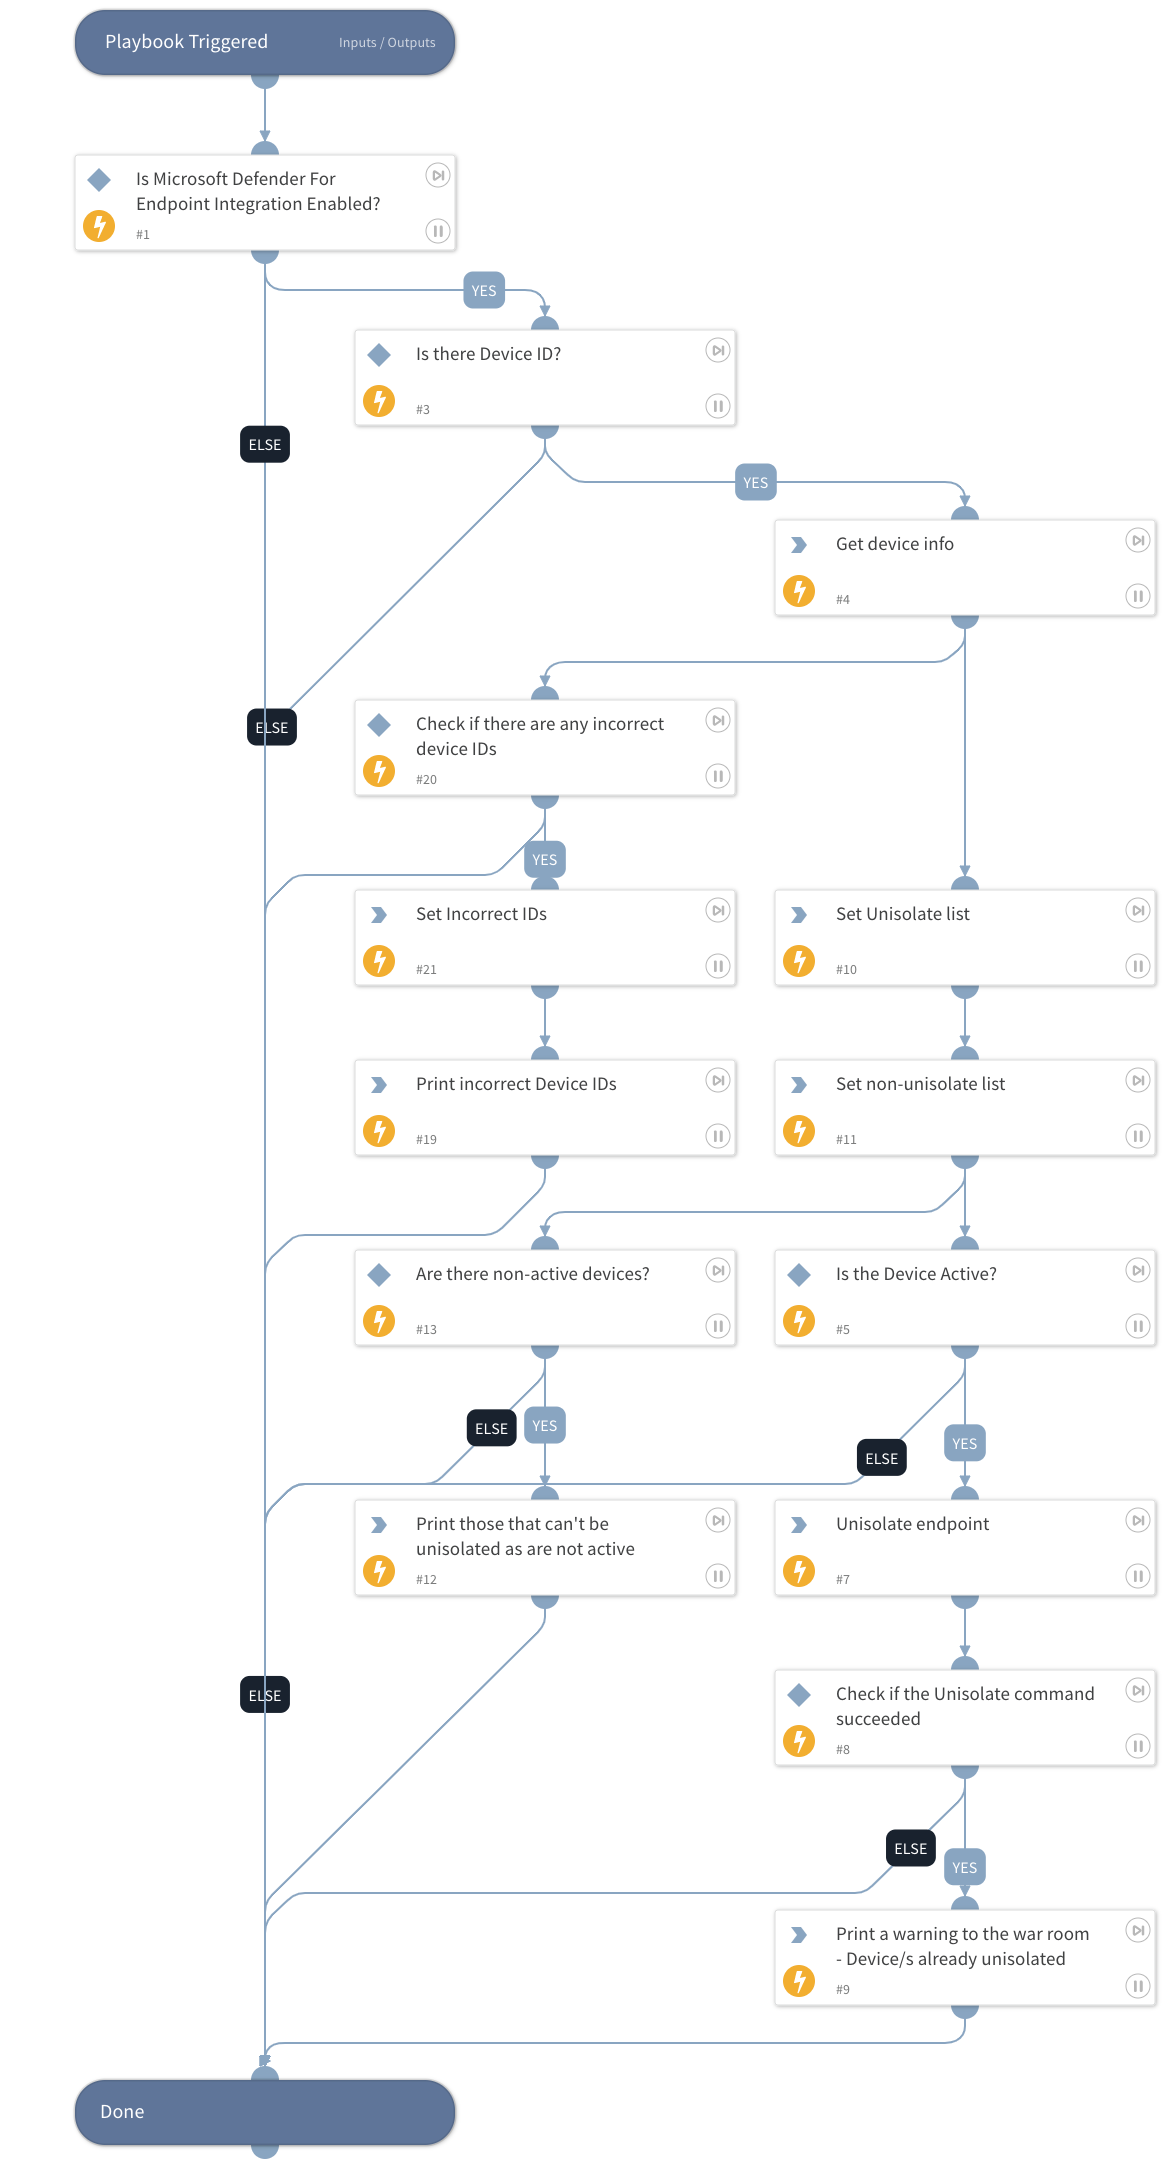 Playbook Triggered
Inputs / Outputs
Is Microsoft Defender For
Endpoint Integration Enabled?
#1
YES
Is there Device ID?
#3
ELSE
YES
Get device info
#4
ELSE
Check if there are any incorrect
device IDs
#20
YES
Set Incorrect IDs
#21
Set Unisolate list
#10
Print incorrect Device IDs
#19
Set non-unisolate list
#11
Are there non-active devices?
#13
Is the Device Active?
#5
ELSE
YES
ELSE
YES
Print those that can't be
unisolated as are not active
#12
Unisolate endpoint
#7
ELSE
Check if the Unisolate command
succeeded
#8
ELSE
YES
Print a warning to the war room
- Device/s already unisolated
#9
Done